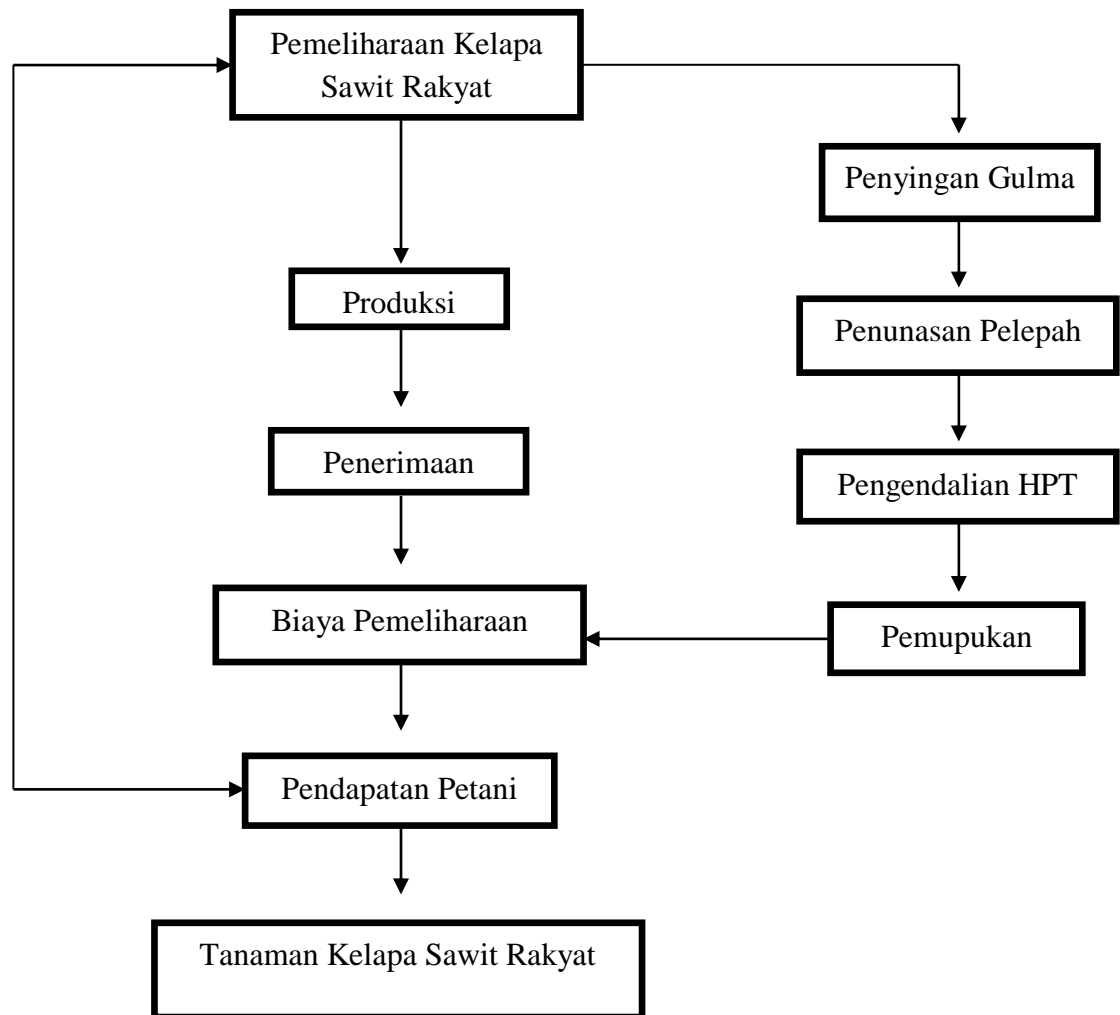 Pemeliharaan Kelapa
Sawit Rakyat
Penyingan Gulma
Produksi
Penunasan Pelepah
Penerimaan
Pengendalian HPT
Biaya Pemeliharaan
Pemupukan
Pendapatan Petani
Tanaman Kelapa Sawit Rakyat